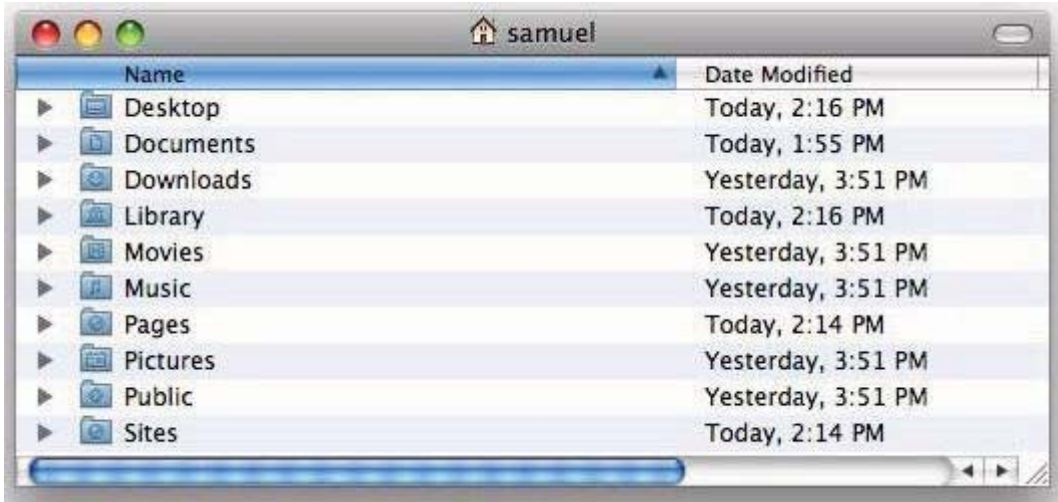 samuel
Name Date Modified
Desktop Today, 2:16 PM
Documents Today, 1:55 PM
Downloads Yesterday, 3:51 PM
Library Today, 2:16 PM
Movies Yesterday, 3:51 PM
Music Yesterday, 3:51 PM
Pages Today, 2:14 PM
Pictures Yesterday, 3:51 PM
Public Yesterday, 3:51 PM
Sites Today, 2:14 PM